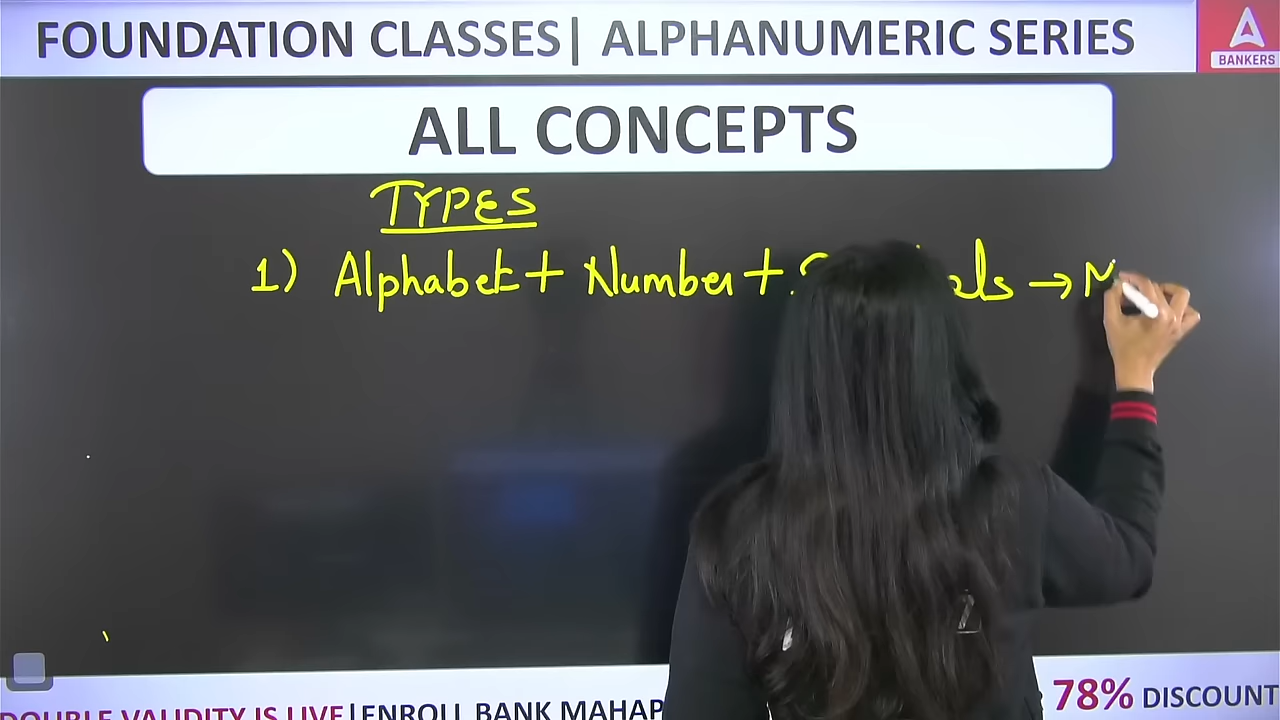 FOUNDATION CLASSES| ALPHANUMERIC SERIES
BANKERS
ALL CONCEPTS
TYPES
1) Alphabet + Number + →
DOUBLE VALIDITY IS LIVE|ENROLL BANK MAHAP
78% DISCOUNT